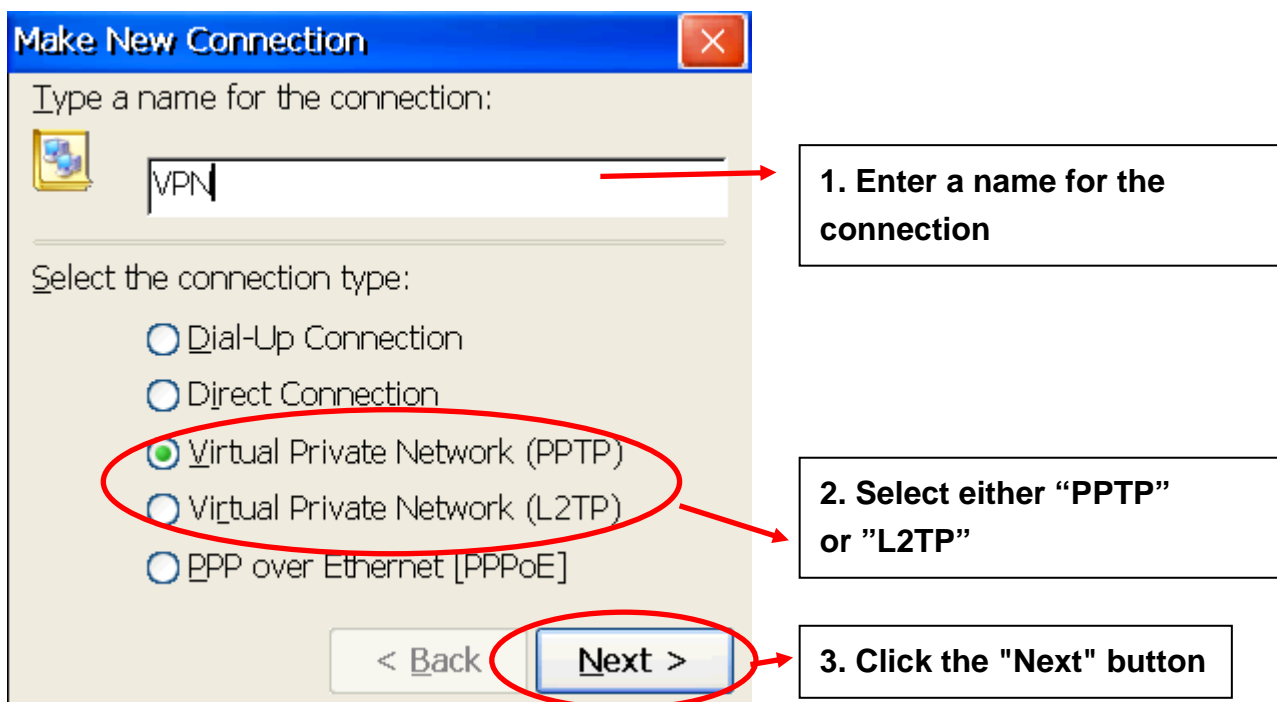 Make New Connection
Type a name for the connection:
VPN
1. Enter a name for the
connection
Select the connection type:
Dial-Up Connection
Direct Connection
Virtual Private Network (PPTP)
Virtual Private Network (L2TP)
PPP over Ethernet [PPPoE]
2. Select either “PPTP”
or ”L2TP”
< Back
Next >
3. Click the "Next" button